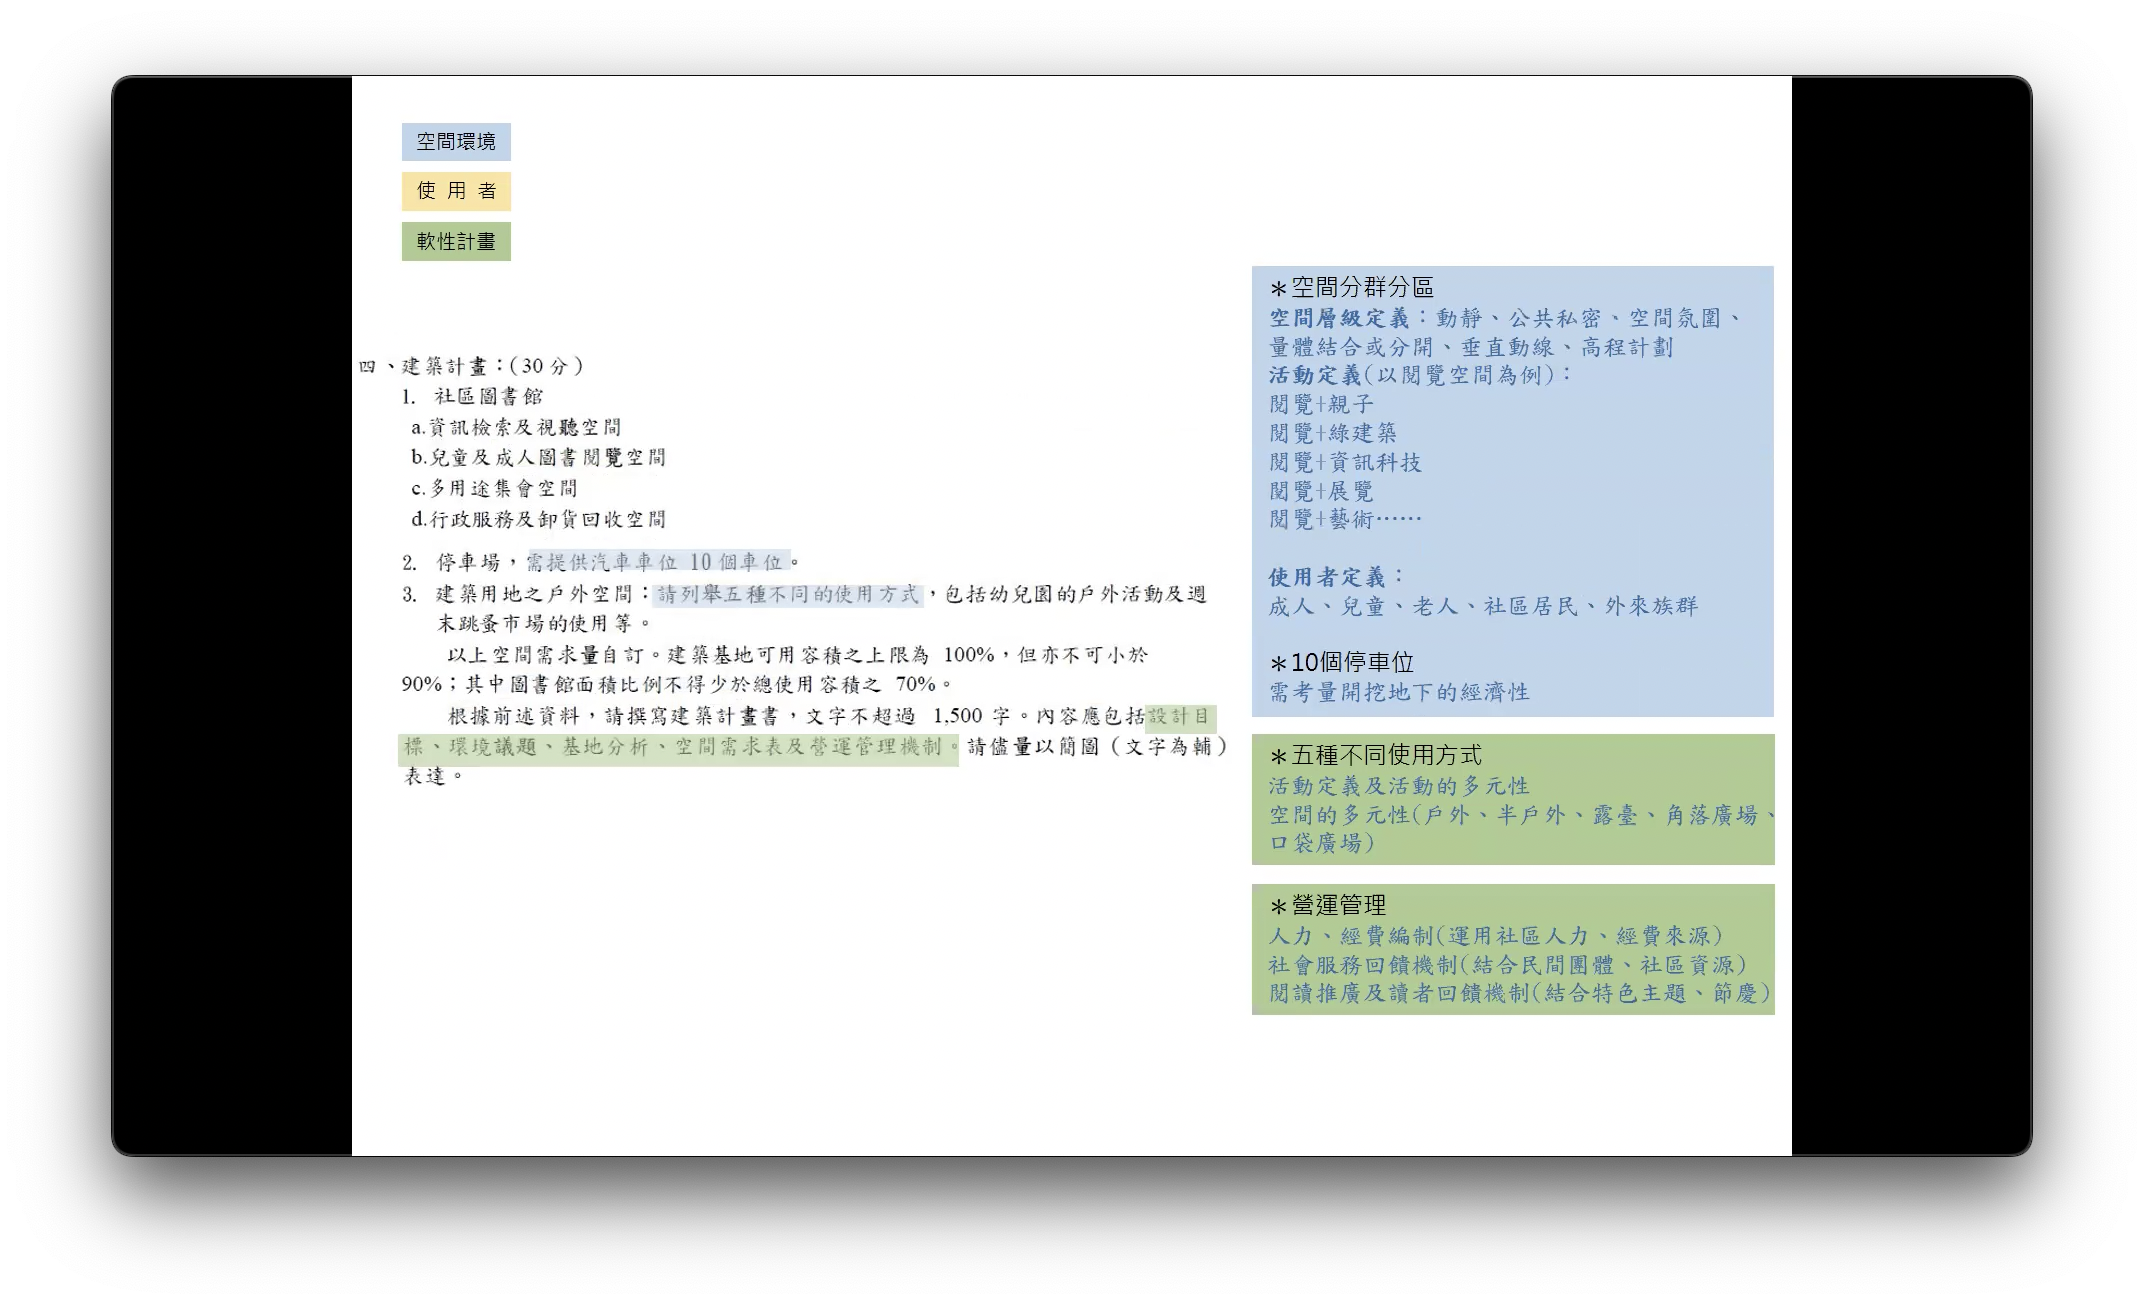 空間環境
使用者
軟性計畫
四、建築計畫：(30 分)
1. 社區圖書館
a.資訊檢索及視聽空間
b.兒童及成人圖書閱覽空間
c.多用途集會空間
d.行政服務及卸貨回收空間
2. 停車場，需提供汽車車位 10 個車位。
3. 建築用地之戶外空間：請列舉五種不同的使用方式，包括幼兒園的戶外活動及週
末跳蚤市場的使用等。
以上空間需求量自訂。建築基地可用容積之上限為 100%，但亦不可小於
90%；其中圖書館面積比例不得少於總使用容積之 70%。
根據前述資料，請撰寫建築計畫書，文字不超過 1,500 字。內容應包括設計目
標、環境議題、基地分析、空間需求表及營運管理機制。請儘量以簡圖（文字為輔）
表達。
＊空間分群分區
空間層級定義：動靜、公共私密、空間氛圍、
量體結合或分開、垂直動線、高程計劃
活動定義(以閱覽空間為例)：
閱覽+親子
閱覽+綠建築
閱覽+資訊科技
閱覽+展覽
閱覽+藝術……
使用者定義：
成人、兒童、老人、社區居民、外來族群
＊10個停車位
需考量開挖地下的經濟性
＊五種不同使用方式
活動定義及活動的多元性
空間的多元性(戶外、半戶外、露臺、角落廣場、
口袋廣場)
＊營運管理
人力、經費編制(運用社區人力、經費來源)
社會服務回饋機制(結合民間團體、社區資源)
閱讀推廣及讀者回饋機制(結合特色主題、節慶)